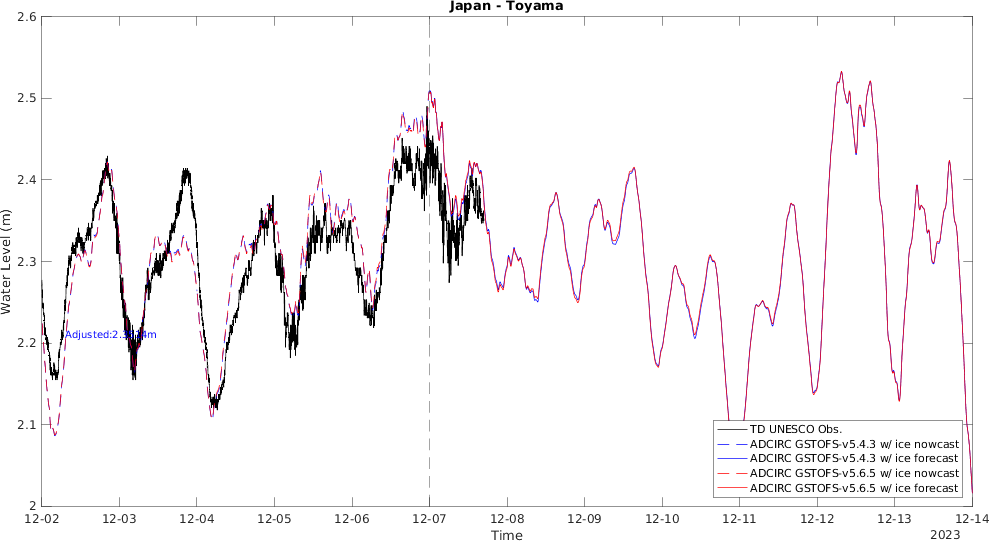 Japan - Toyama
2.6
2.5
2.4
2.3
2.2
2.1
2
Water Level (m)
TD UNESCO Obs.
ADCIRC GSTOFS-v5.4.3 w/ ice nowcast
ADCIRC GSTOFS-v5.4.3 w/ ice forecast
ADCIRC GSTOFS-v5.6.5 w/ ice nowcast
ADCIRC GSTOFS-v5.6.5 w/ ice forecast
12-02 12-03 12-04 12-05 12-06 12-07 12-08 12-09 12-10 12-11 12-12 12-13 12-14
Time
2023